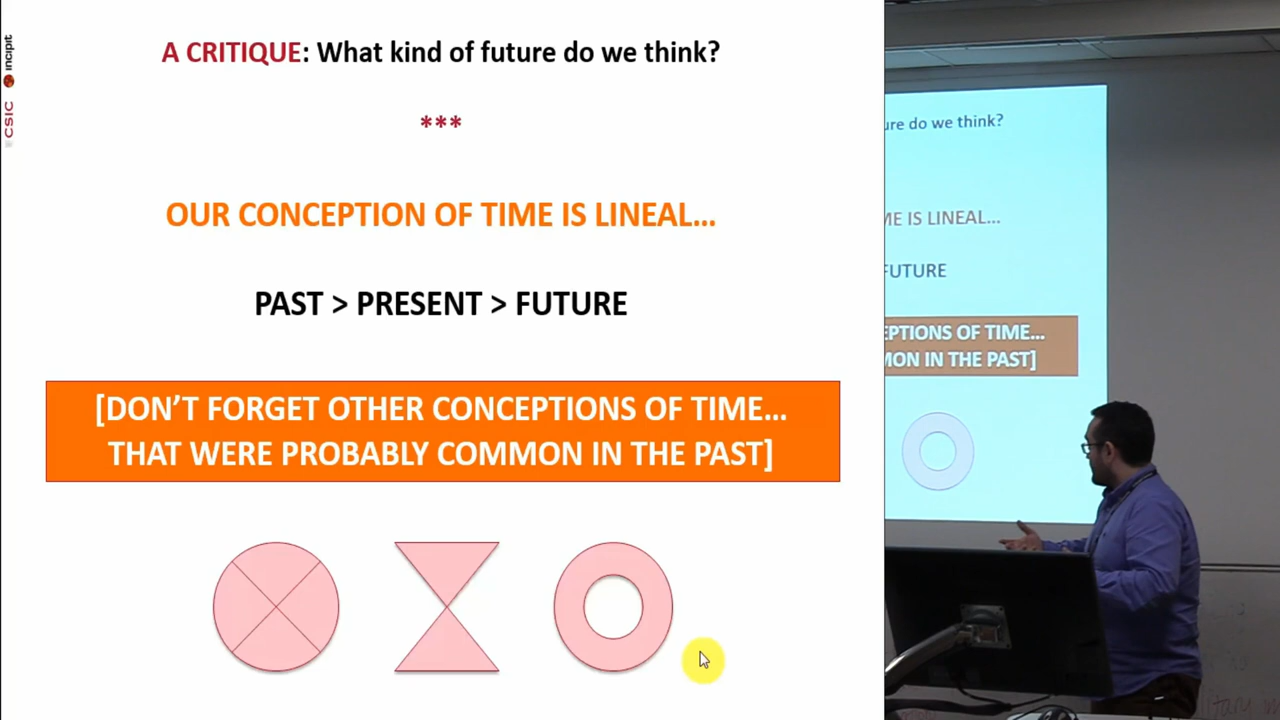 A CRITIQUE: What kind of future do we think?
***
OUR CONCEPTION OF TIME IS LINEAL...
PAST > PRESENT > FUTURE
[DON'T FORGET OTHER CONCEPTIONS OF TIME...
THAT WERE PROBABLY COMMON IN THE PAST]
CSIC incipit
ure do we think?
ME IS LINEAL...
FUTURE
EPTIONS OF TIME...
MON IN THE PAST]